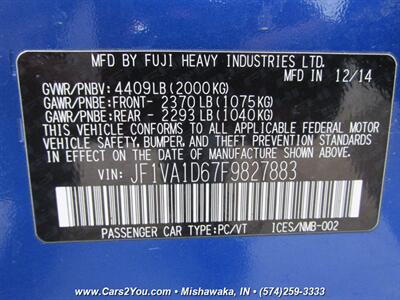 MFD BY FUJI HEAVY INDUSTRIES LTD.
MFD IN 12/14
GVWR/PNBV: 4409LB (2000KG)
GAWR/PNBE: FRONT- 2370LB (1075KG)
GAWR/PNBE: REAR - 2293LB (1040KG)
THIS VEHICLE CONFORMS TO ALL APPLICABLE FEDERAL MOTOR
VEHICLE SAFETY, BUMPER, AND THEFT PREVENTION STANDARDS
IN EFFECT ON THE DATE OF MANUFACTURE SHOWN ABOVE.
VIN: JF1VA1D67F9827883
PASSENGER CAR TYPE:PC/VT ICES/NMB-002
www.Cars2You.com - Mishawaka, IN - (574)259-3333